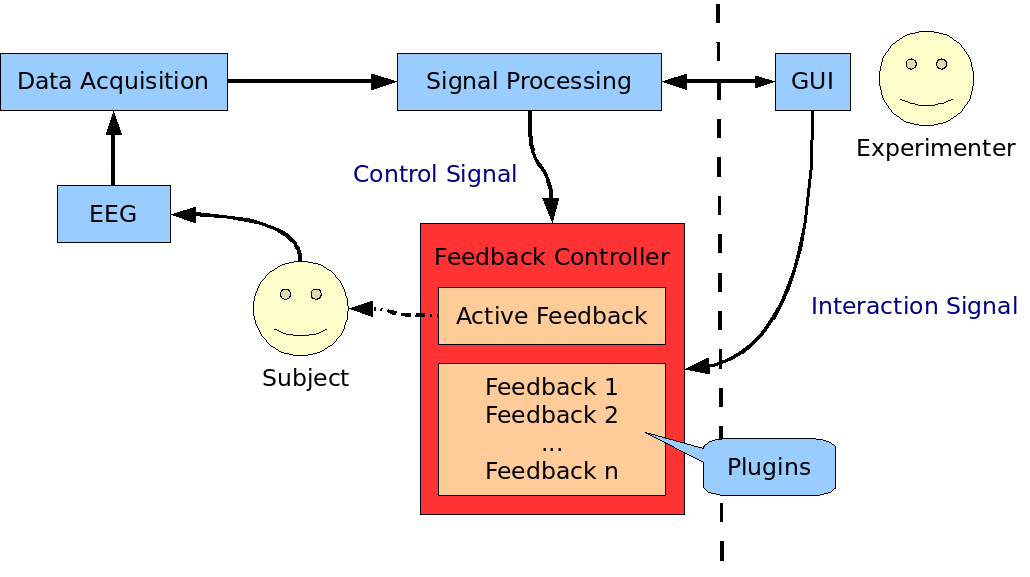 Data Acquisition
Signal Processing
GUI
Experimenter
Control Signal
EEG
Feedback Controller
Interaction Signal
Active Feedback
Subject
Feedback 1
Feedback 2
...
Feedback n
Plugins